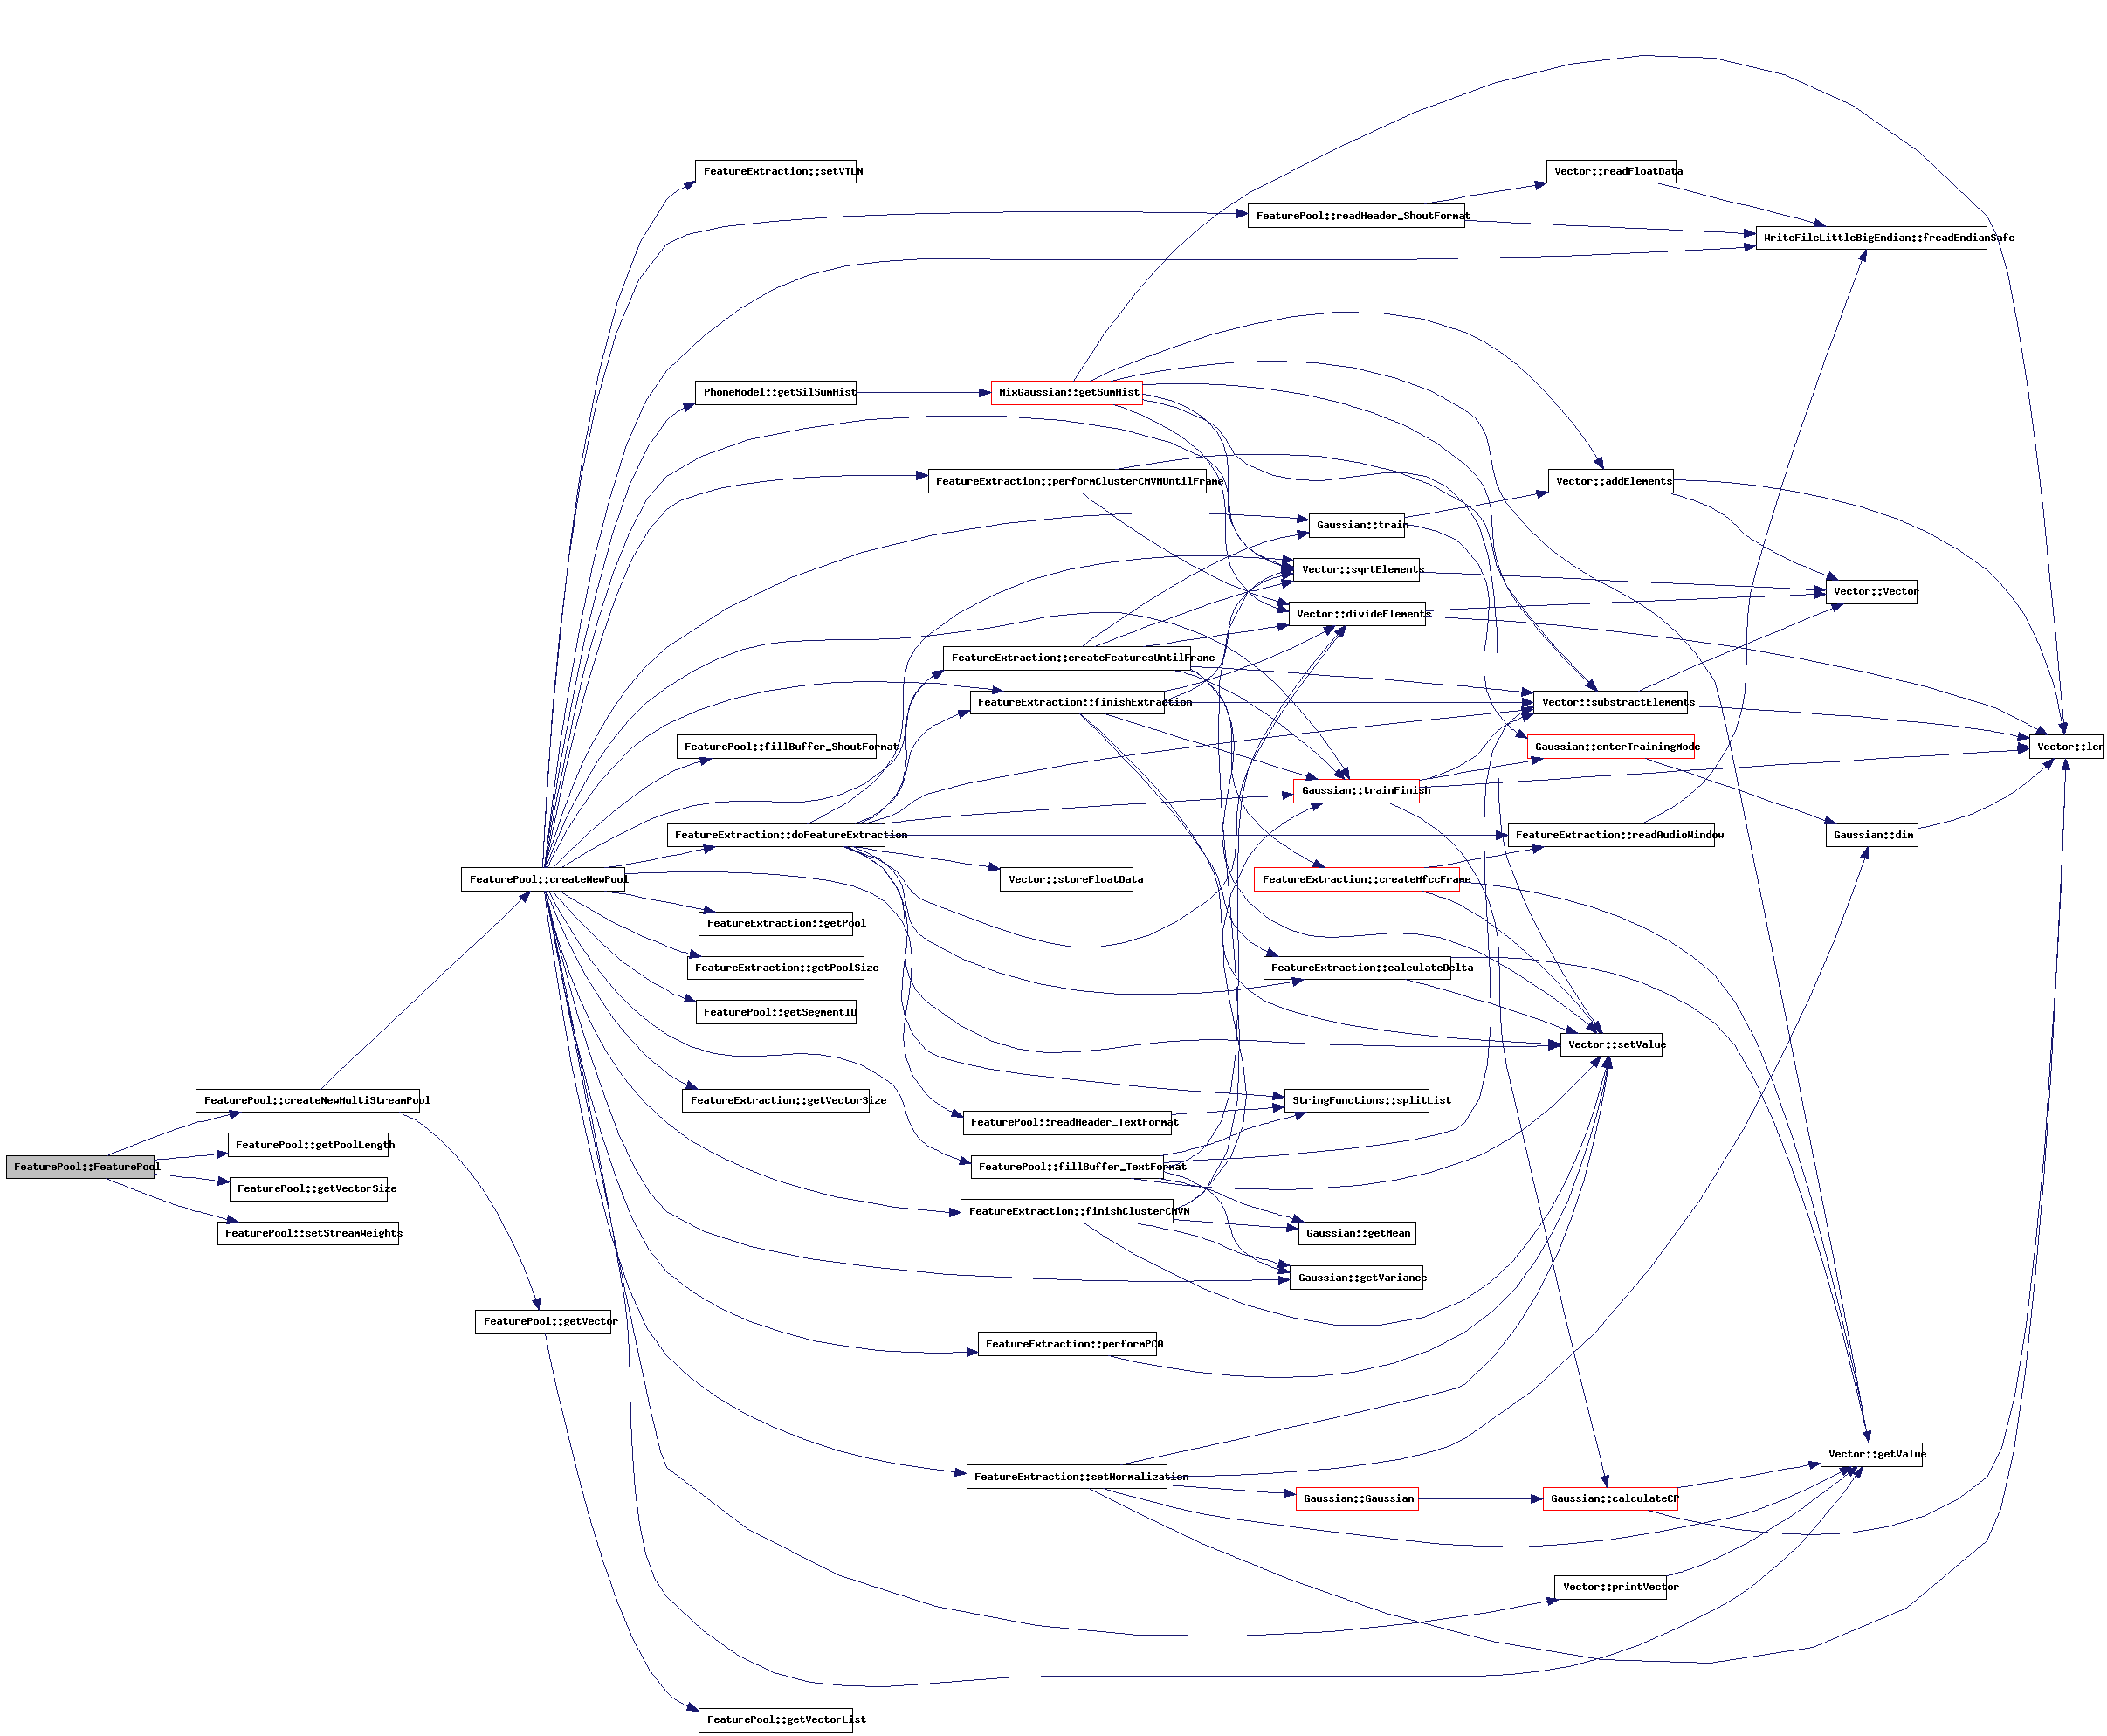 FeatureExtraction::setVTLN
Vector::readFloatData
FeaturePool::readHeader_ShoutFormat
WriteFileLittleBigEndian::freadEndianSafe
PhoneModel::getSilSumHist
MixGaussian::getSumHist
FeatureExtraction::performClusterCMVNUntilFrame
Vector::addElements
Gaussian::train
Vector::sqrtElements
Vector::Vector
Vector::divideElements
FeatureExtraction::createFeaturesUntilFrame
FeatureExtraction::finishExtraction
Vector::substractElements
FeaturePool::fillBuffer_ShoutFormat
Gaussian::enterTrainingMode
Vector::len
Gaussian::trainFinish
FeatureExtraction::doFeatureExtraction
FeatureExtraction::readAudioWindow
Gaussian::dim
FeaturePool::createNewPool
Vector::storeFloatData
FeatureExtraction::createMfccFrame
FeatureExtraction::getPool
FeatureExtraction::getPoolSize
FeatureExtraction::calculateDelta
FeaturePool::getSegmentID
Vector::setValue
FeaturePool::createNewMultiStreamPool
FeatureExtraction::getVectorSize
StringFunctions::splitList
FeaturePool::readHeader_TextFormat
FeaturePool::getPoolLength
FeaturePool::FeaturePool
FeaturePool::fillBuffer_TextFormat
FeaturePool::getVectorSize
FeatureExtraction::finishClusterCMVN
FeaturePool::setStreamWeights
Gaussian::getMean
Gaussian::getVariance
FeaturePool::getVector
FeatureExtraction::performPCA
Vector::getValue
FeatureExtraction::setNormalization
Gaussian::Gaussian
Gaussian::calculateCP
Vector::printVector
FeaturePool::getVectorList